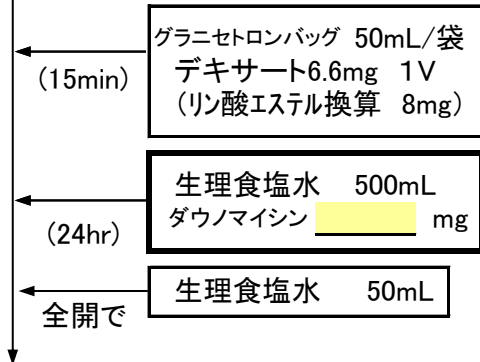 グラニセトロンバッグ 50mL/袋
デキサート6.6mg 1V
(リン酸エステル換算 8mg)
(15min)
生理食塩水 500mL
ダウノマイシン mg
(24hr)
生理食塩水 50mL
全開で